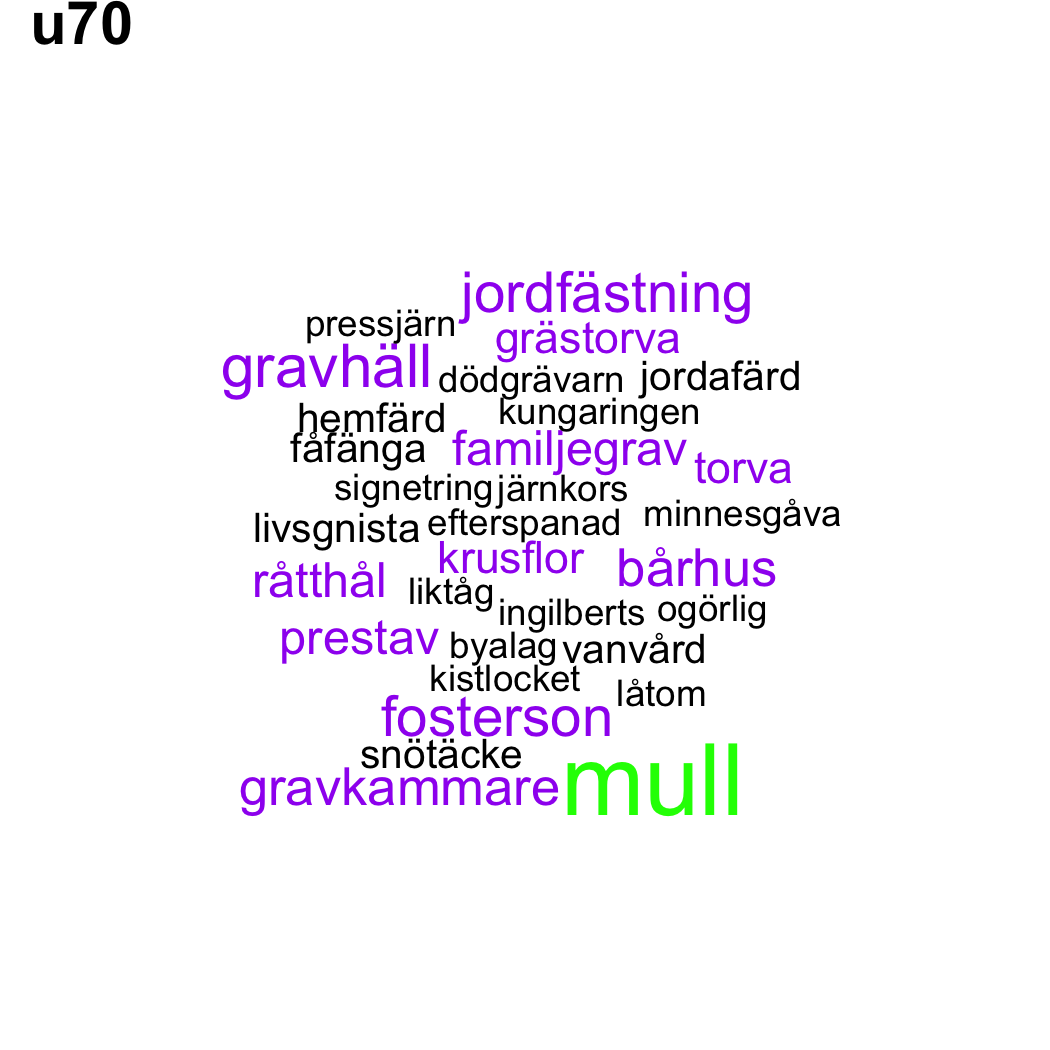 u70
jordfästning
pressjärn
grästorva
gravhäll
dödgrävarn
jordafärd
hemfärd
kungaringen
fåfänga
familjegrav
torva
signetring
järnkors
livsgnista
efterspanad
minnesgåva
krusflor
bårhus
råtthål
liktåg
ingilberts
ogörlig
prestav
byalag
vanvård
kistlocket
låtom
fosterson
snötäcke
gravkammare
mull